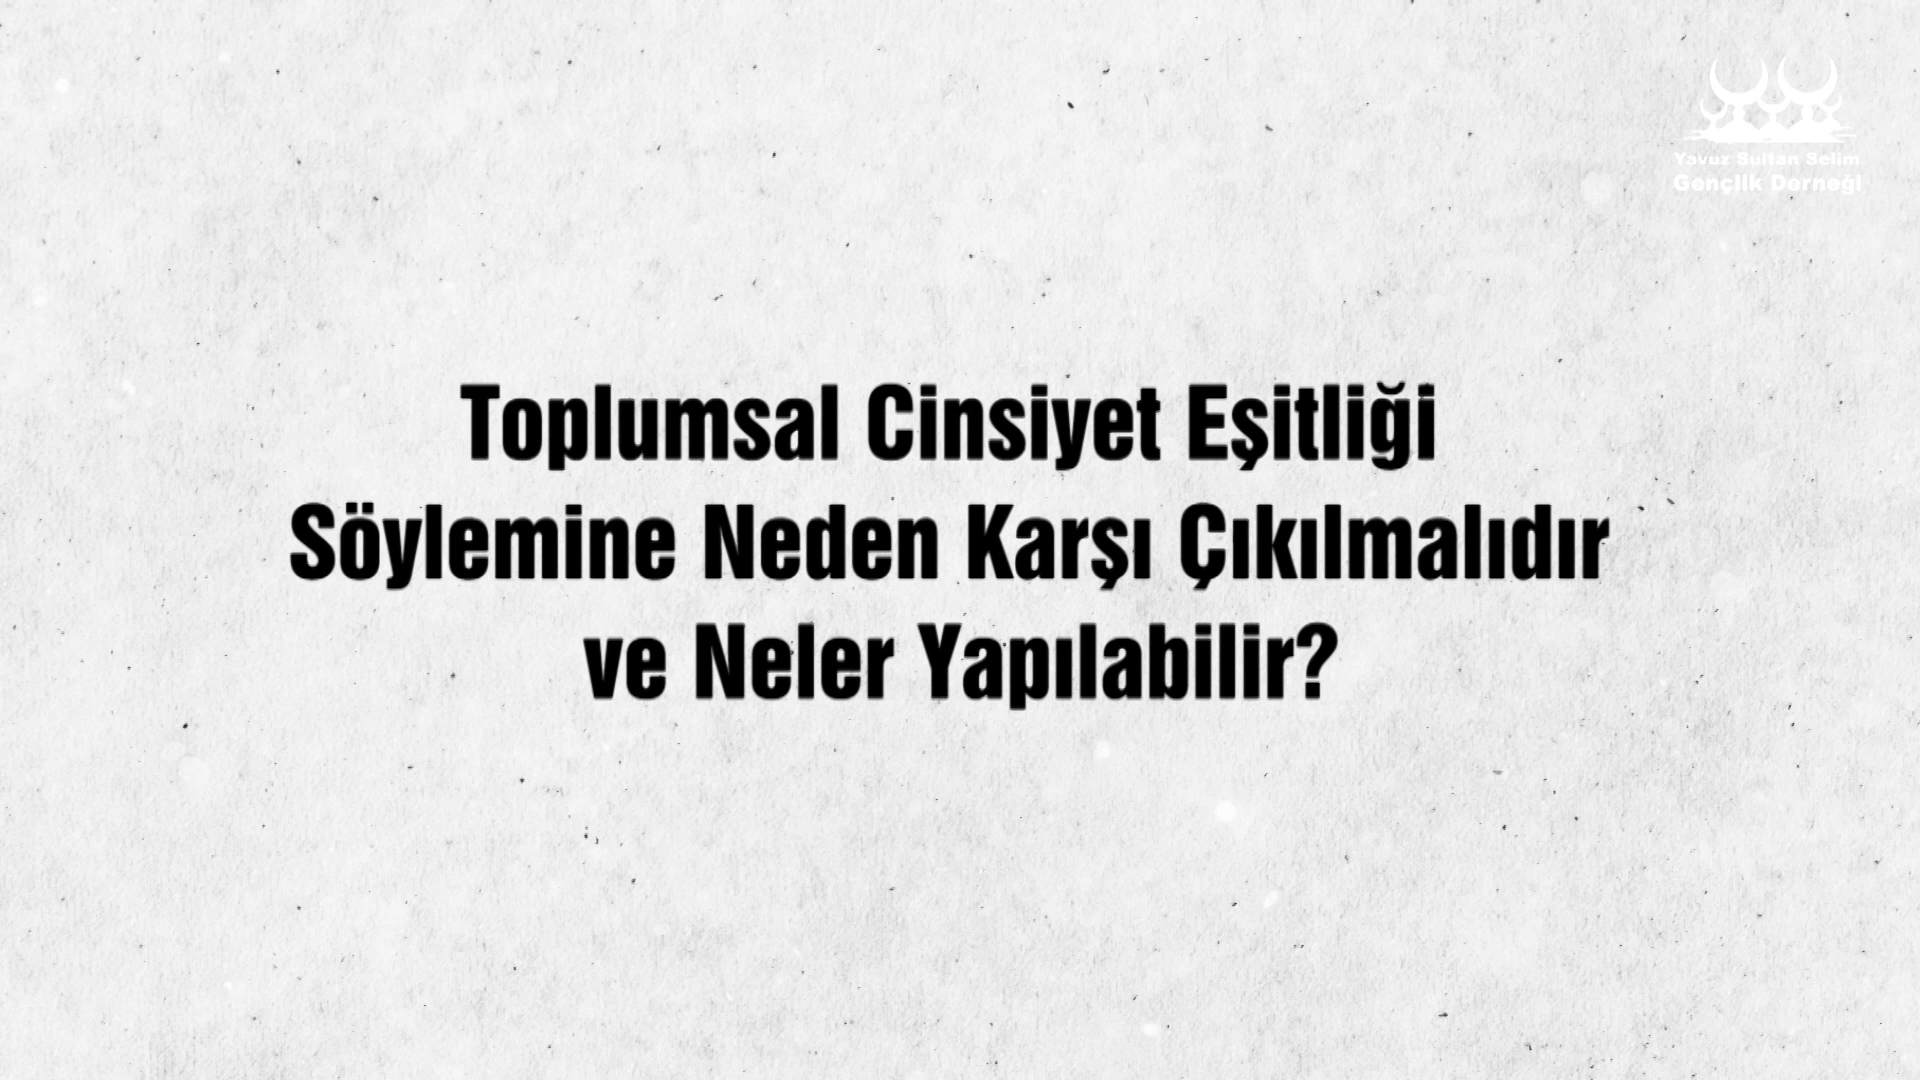 Yavuz Sultan Selim
Gençlik Derneği
Toplumsal Cinsiyet Eşitliği
Söylemine Neden Karşı Çıkılmalıdır
ve Neler Yapılabilir?